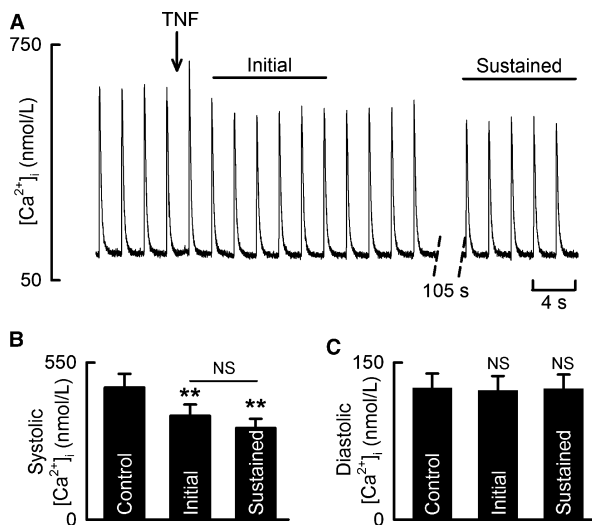 A
TNF
750
Initial
Sustained
[Ca²⁺]ᵢ (nmol/L)
50
105 s
4 s
B
550
NS
**
**
Systolic
[Ca²⁺]ᵢ (nmol/L)
Control
Initial
Sustained
0
C
150
NS
NS
Diastolic
[Ca²⁺]ᵢ (nmol/L)
Control
Initial
Sustained
0